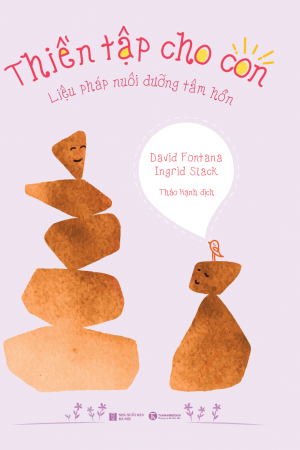 Thiền tập cho con
Liệu pháp nuôi dưỡng tâm hồn
David Fontana
Ingrid Slack
Thảo Hạnh dịch